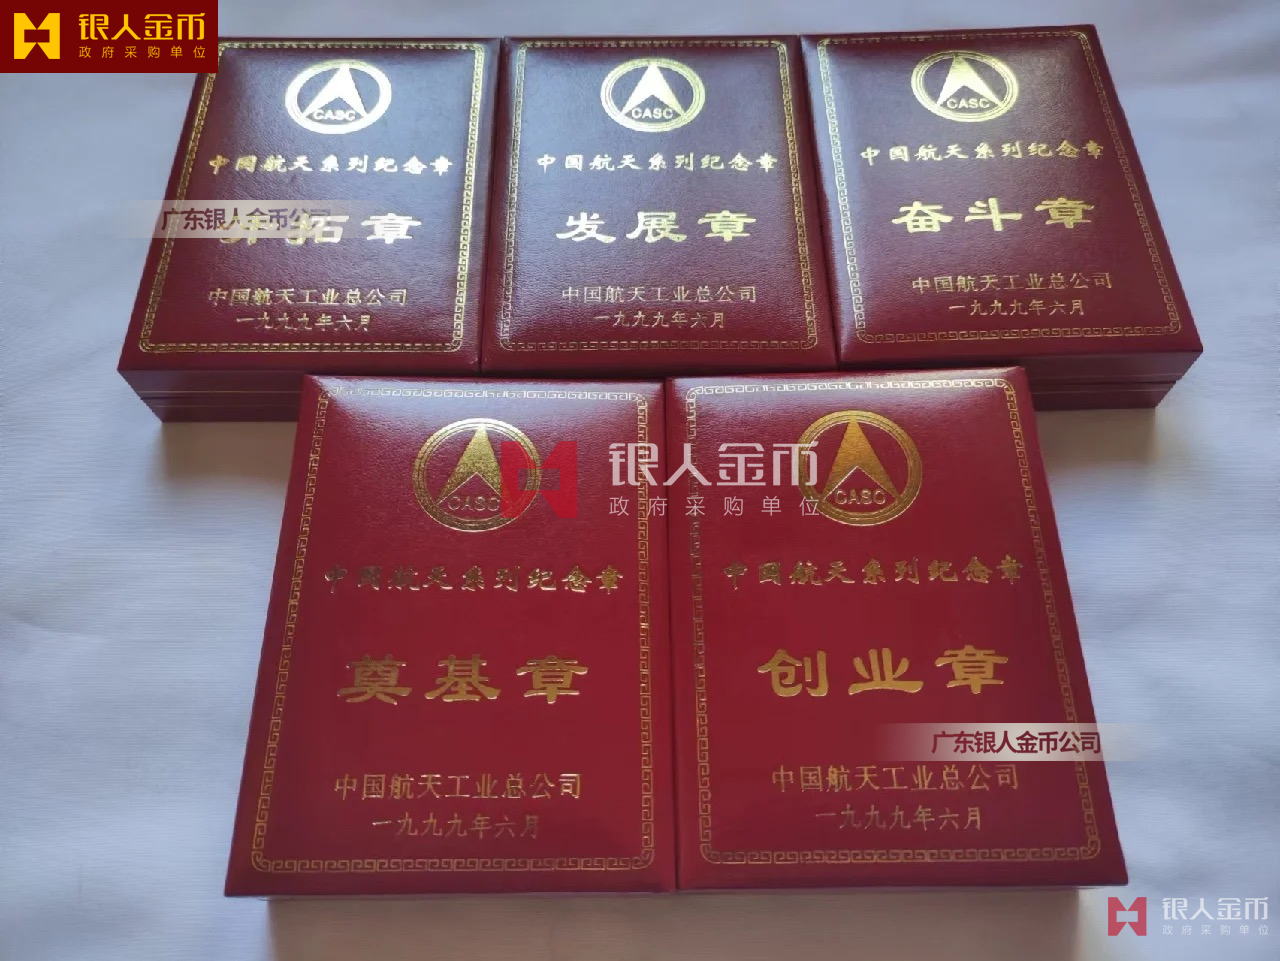 银人金币
政府采购单位
CASC
中国航天系列纪念章
开拓章
中国航天工业总公司
一九九九年六月
广东银人金币公司
CASC
中国航天系列纪念章
发展章
中国航天工业总公司
一九九九年六月
CASC
中国航天系列纪念章
奋斗章
中国航天工业总公司
一九九九年六月
CASC
中国航天系列纪念章
奠基章
中国航天工业总公司
一九九九年六月
银人金币
政府采购单位
CASC
中国航天系列纪念章
创业章
中国航天工业总公司
一九九九年六月
广东银人金币公司
银人金币
政府采购单位